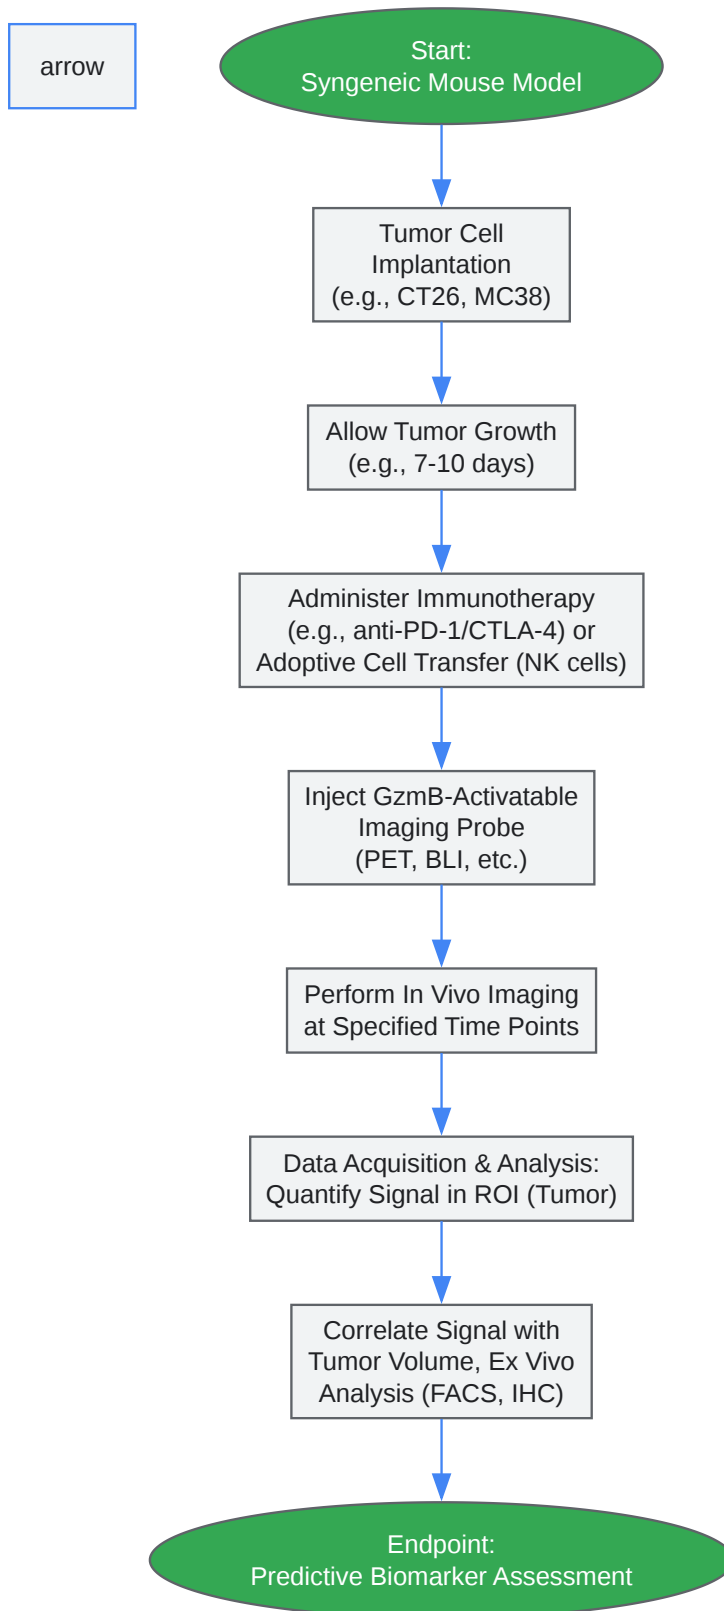 arrow
Start:
Syngeneic Mouse Model
Tumor Cell
Implantation
(e.g., CT26, MC38)
Allow Tumor Growth
(e.g., 7-10 days)
Administer Immunotherapy
(e.g., anti-PD-1/CTLA-4) or
Adoptive Cell Transfer (NK cells)
Inject GzmB-Activatable
Imaging Probe
(PET, BLI, etc.)
Perform In Vivo Imaging
at Specified Time Points
Data Acquisition & Analysis:
Quantify Signal in ROI (Tumor)
Correlate Signal with
Tumor Volume, Ex Vivo
Analysis (FACS, IHC)
Endpoint:
Predictive Biomarker Assessment